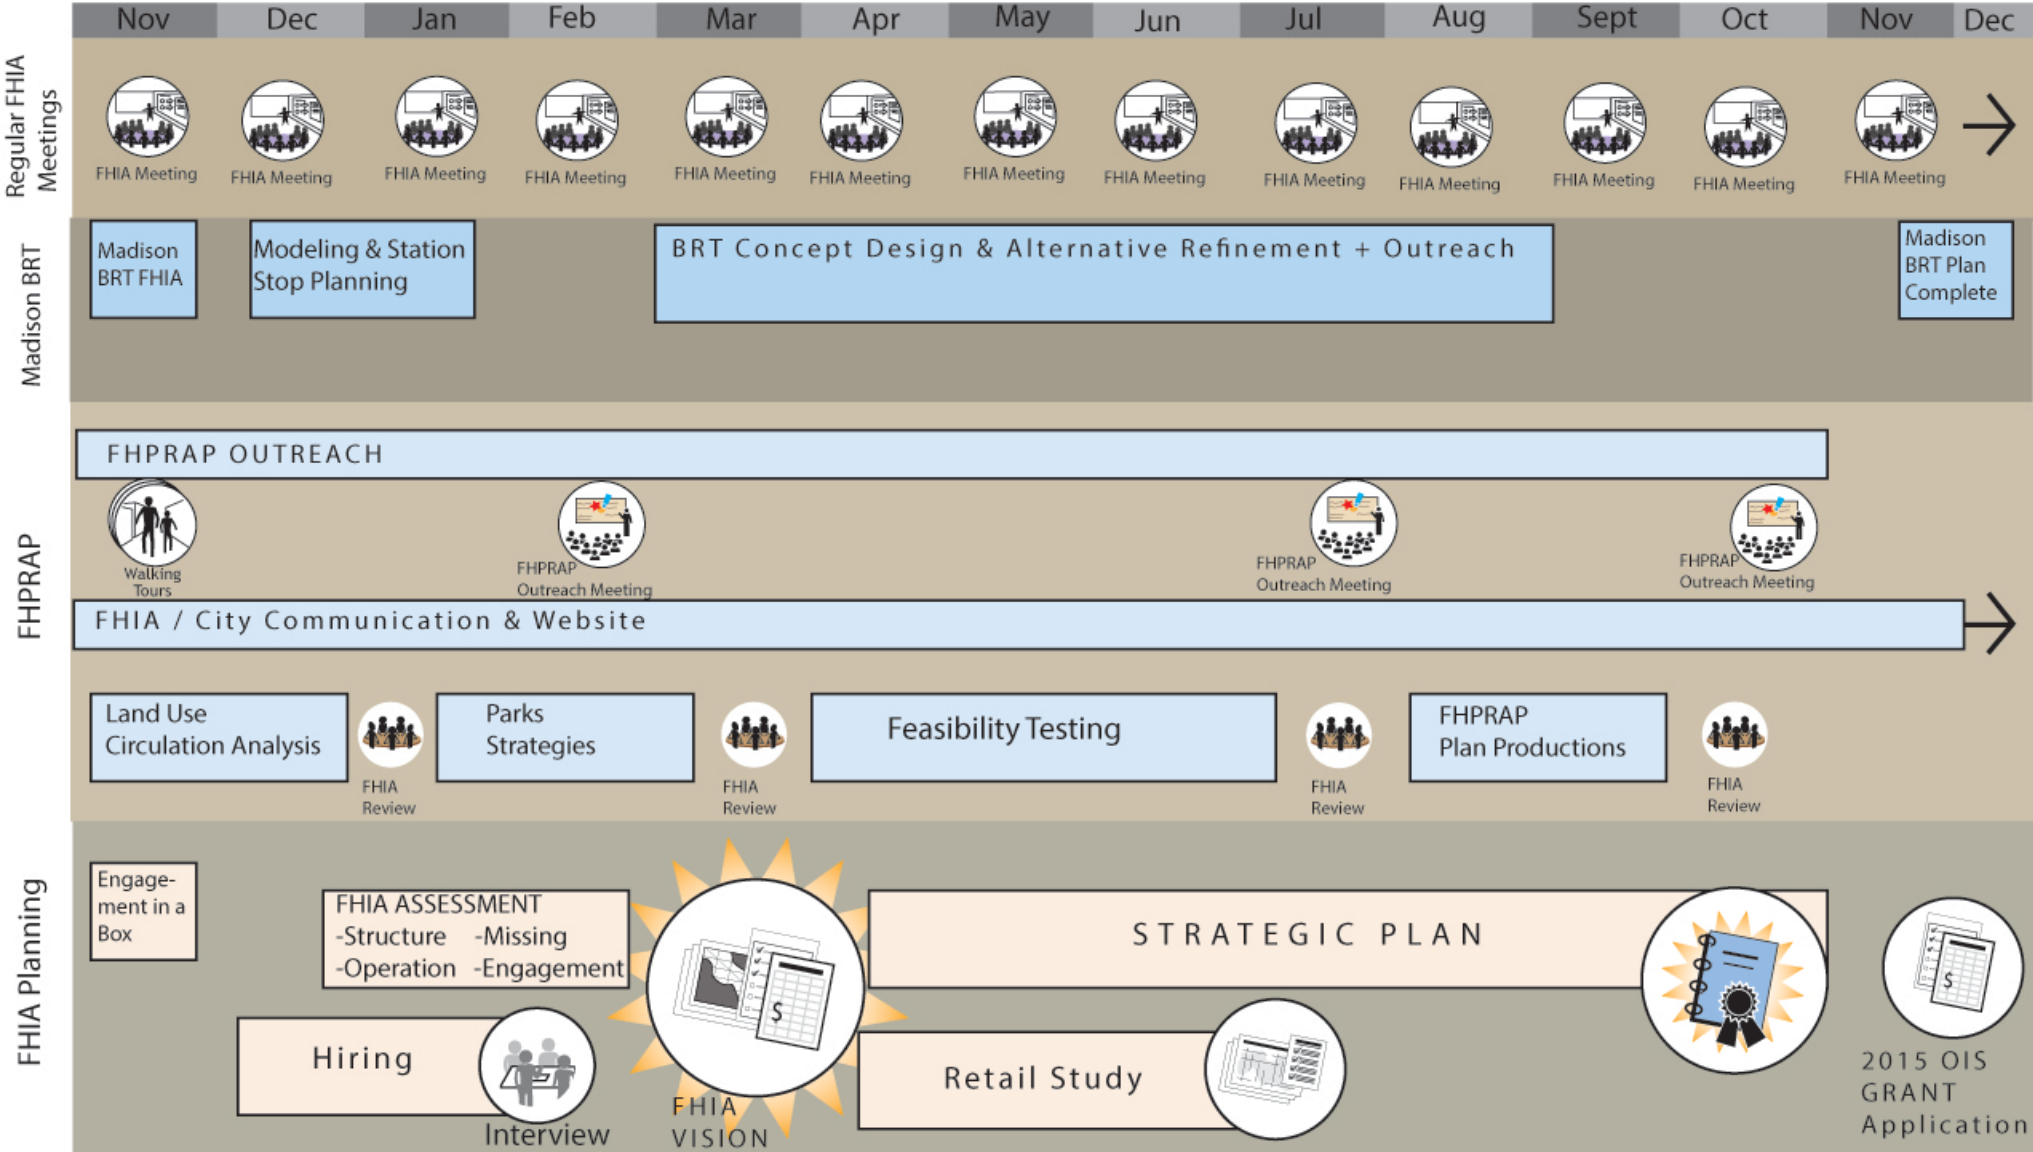 Nov
Dec
Jan
Feb
Mar
Apr
May
Jun
Jul
Aug
Sept
Oct
Nov
Dec
Regular FHIA
Meetings
FHIA Meeting
FHIA Meeting
FHIA Meeting
FHIA Meeting
FHIA Meeting
FHIA Meeting
FHIA Meeting
FHIA Meeting
FHIA Meeting
FHIA Meeting
FHIA Meeting
FHIA Meeting
FHIA Meeting
Madison BRT
Madison
BRT FHIA
Modeling & Station
Stop Planning
BRT Concept Design & Alternative Refinement + Outreach
Madison
BRT Plan
Complete
FHPRAP
FHPRAP OUTREACH
Walking
Tours
FHPRAP
Outreach Meeting
FHPRAP
Outreach Meeting
FHPRAP
Outreach Meeting
FHIA / City Communication & Website
Land Use
Circulation Analysis
FHIA
Review
Parks
Strategies
FHIA
Review
Feasibility Testing
FHIA
Review
FHPRAP
Plan Productions
FHIA
Review
FHIA Planning
Engage-
ment in a
Box
FHIA ASSESSMENT
-Structure -Missing
-Operation -Engagement
Hiring
Interview
$
FHIA
VISION
STRATEGIC PLAN
Retail Study
$
2015 OIS
GRANT
Application